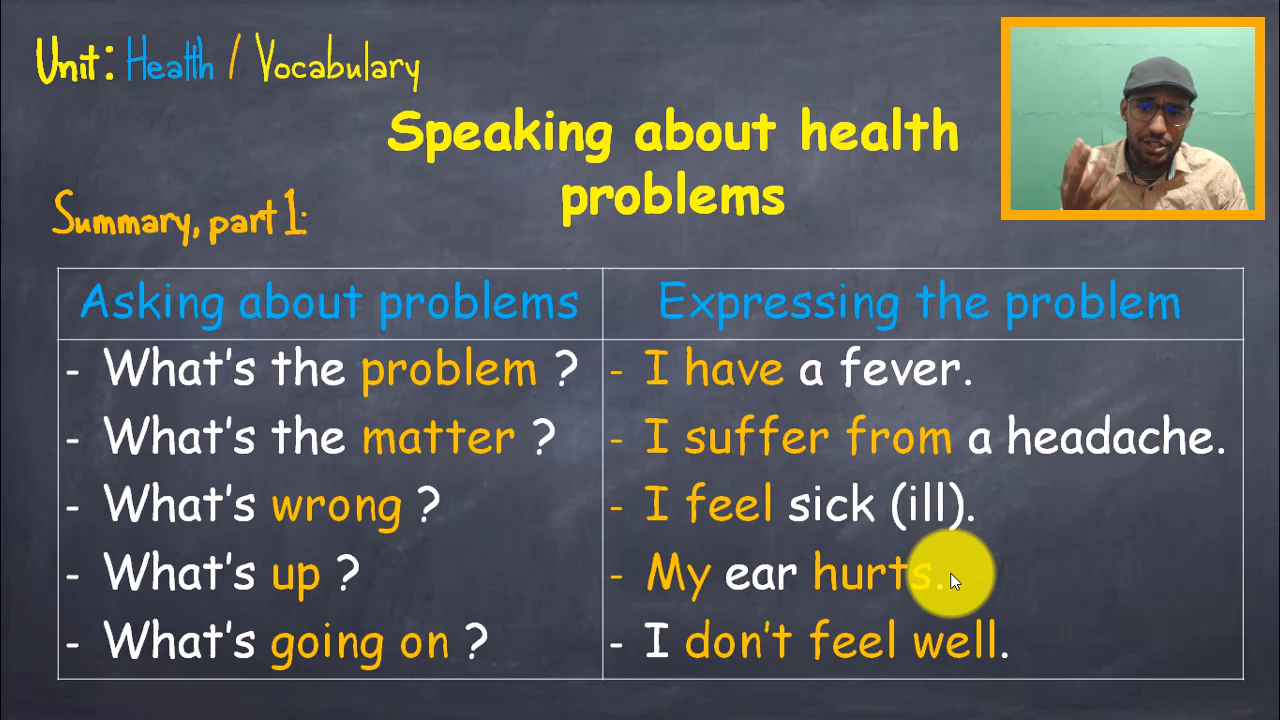 Unit: Health / Vocabulary
Speaking about health
problems
Summary, part 1:
Asking about problems
Expressing the problem
- What's the problem ?
- I have a fever.
- What's the matter ?
- I suffer from a headache.
- What's wrong ?
- I feel sick (ill).
- What's up ?
- My ear hurts.
- What's going on ?
- I don't feel well.